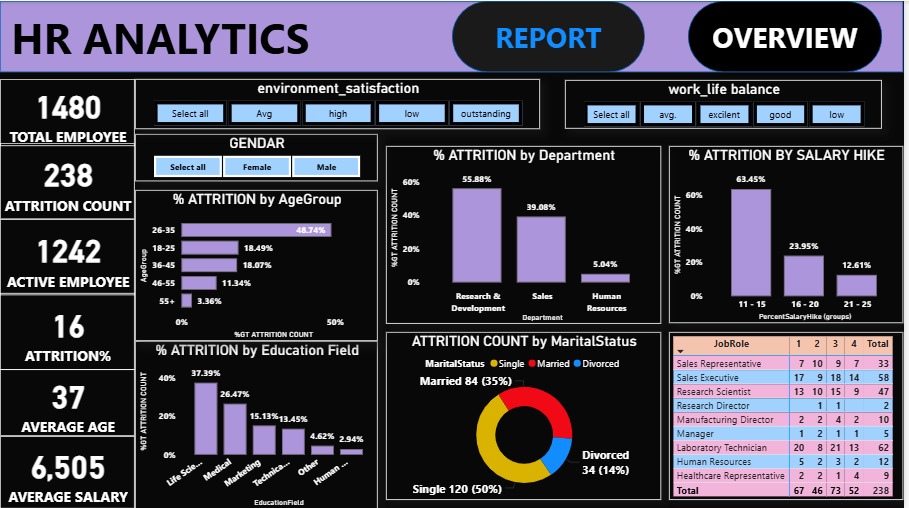 HR ANALYTICS
REPORT
OVERVIEW
1480
TOTAL EMPLOYEE
238
ATTRITION COUNT
1242
ACTIVE EMPLOYEE
16
ATTRITION%
37
AVERAGE AGE
6,505
AVERAGE SALARY
environment_satisfaction
Select all Avg high low outstanding
work_life balance
Select all avg. excilent good low
GENDAR
Select all Female Male
% ATTRITION by AgeGroup
AgeGroup
26-35 48.74%
18-25 18.49%
36-45 18.07%
46-55 11.34%
55+ 3.36%
0% 50%
%GT ATTRITION COUNT
% ATTRITION by Department
%GT ATTRITION COUNT
60%
40%
20%
0%
55.88%
39.08%
5.04%
Research & Development
Sales
Human Resources
Department
% ATTRITION BY SALARY HIKE
%GT ATTRITION COUNT
60%
40%
20%
0%
63.45%
23.95%
12.61%
11 - 15 16 - 20 21 - 25
PercentSalaryHike (groups)
% ATTRITION by Education Field
%GT ATTRITION COUNT
40%
20%
0%
37.39%
26.47%
15.13%
13.45%
4.62%
2.94%
Life Scie... Medical Marketing Technica... Other Human ...
EducationField
ATTRITION COUNT by MaritalStatus
MaritalStatus Single Married Divorced
Married 84 (35%)
Divorced
34 (14%)
Single 120 (50%)
JobRole 1 2 3 4 Total
Sales Representative 7 10 9 7 33
Sales Executive 17 9 18 14 58
Research Scientist 13 10 15 9 47
Research Director 1 1 2
Manufacturing Director 2 2 4 2 10
Manager 1 2 1 1 5
Laboratory Technician 20 8 21 13 62
Human Resources 5 2 3 2 12
Healthcare Representative 2 2 1 4 9
Total 67 46 73 52 238